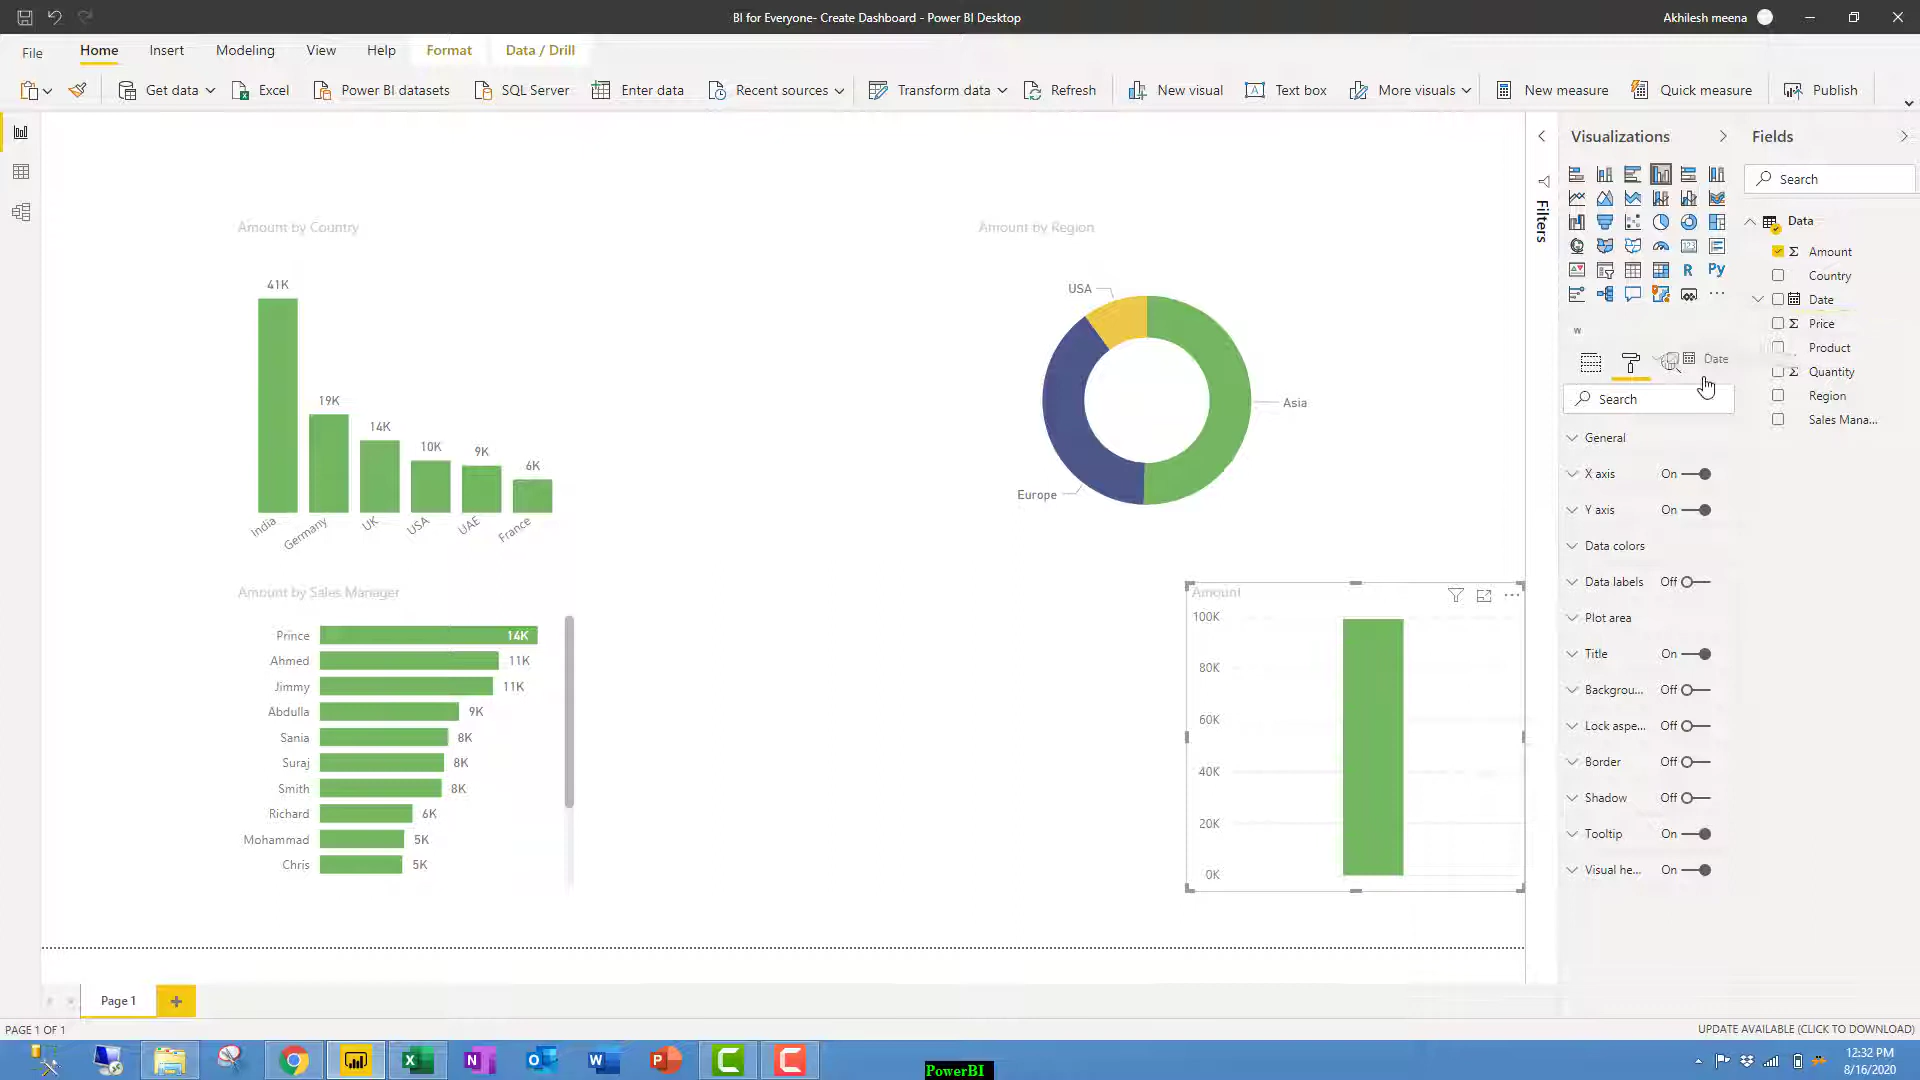 BI for Everyone- Create Dashboard - Power BI Desktop
Akhilesh meena
File
Home
Insert
Modeling
View
Help
Format
Data / Drill
Get data
Excel
Power BI datasets
SQL Server
Enter data
Recent sources
Transform data
Refresh
New visual
Text box
More visuals
New measure
Quick measure
Publish
Amount by Country
41K
19K
14K
10K
9K
6K
India
Germany
UK
USA
UAE
France
Amount by Region
USA
Asia
Europe
Amount by Sales Manager
Prince
14K
Ahmed
11K
Jimmy
11K
Abdulla
9K
Sania
8K
Suraj
8K
Smith
8K
Richard
6K
Mohammad
5K
Chris
5K
Amount
100K
80K
60K
40K
20K
0K
Filters
Visualizations
R
Py
Date
Search
General
X axis
On
Y axis
On
Data colors
Data labels
Off
Plot area
Title
On
Backgrou...
Off
Lock aspe...
Off
Border
Off
Shadow
Off
Tooltip
On
Visual he...
On
Fields
Search
Data
Amount
Country
Date
Price
Product
Quantity
Region
Sales Mana...
Page 1
PAGE 1 OF 1
UPDATE AVAILABLE (CLICK TO DOWNLOAD)
PowerBI
12:32 PM
8/16/2020